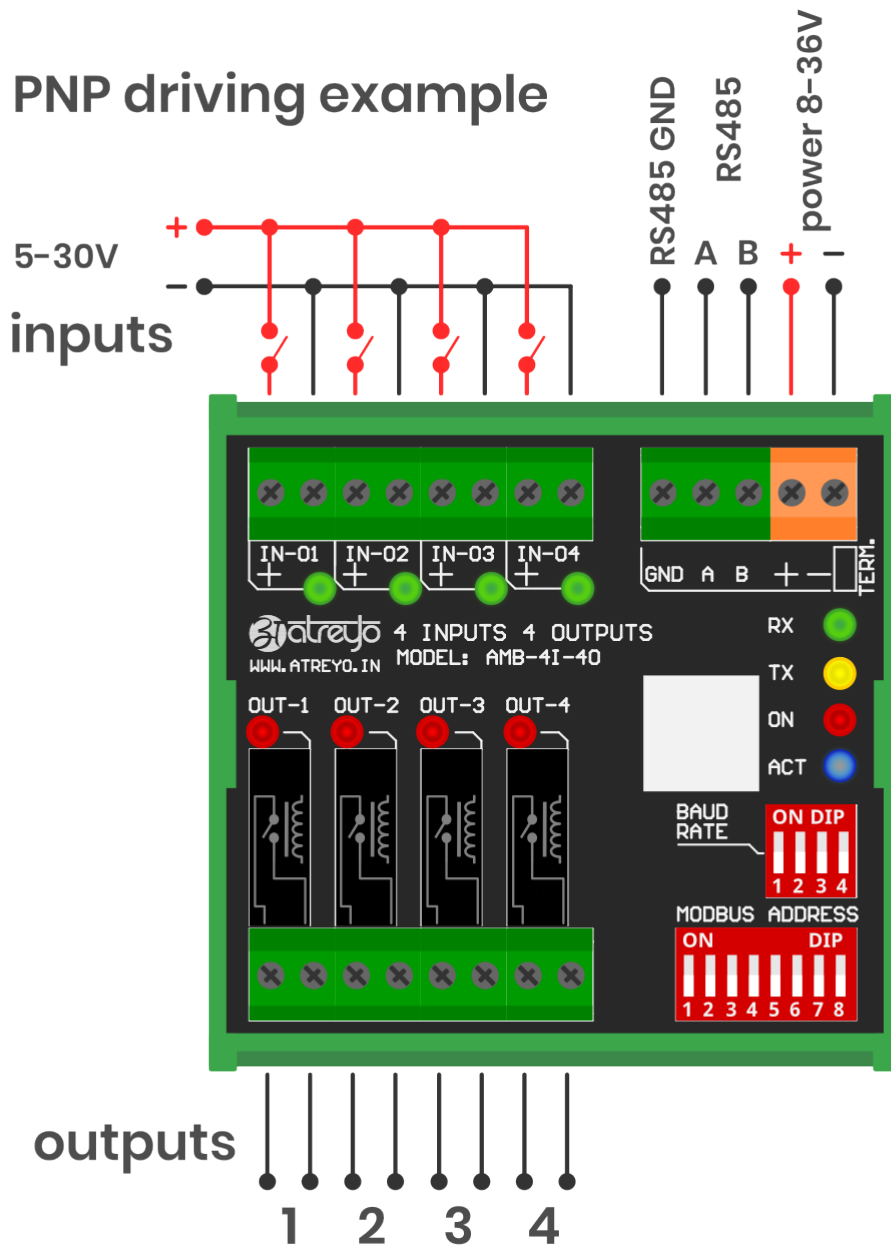 PNP driving example
RS485 GND
RS485
power 8-36V
A B + −
+
5-30V
−
inputs
IN-01 IN-02 IN-03 IN-04
+ + + +
GND A B + − TERM.
atreyo 4 INPUTS 4 OUTPUTS
WWW.ATREYO.IN MODEL: AMB-4I-4O
RX
TX
ON
ACT
OUT-1 OUT-2 OUT-3 OUT-4
BAUD
RATE
ON DIP
1 2 3 4
MODBUS ADDRESS
ON DIP
1 2 3 4 5 6 7 8
outputs
1 2 3 4